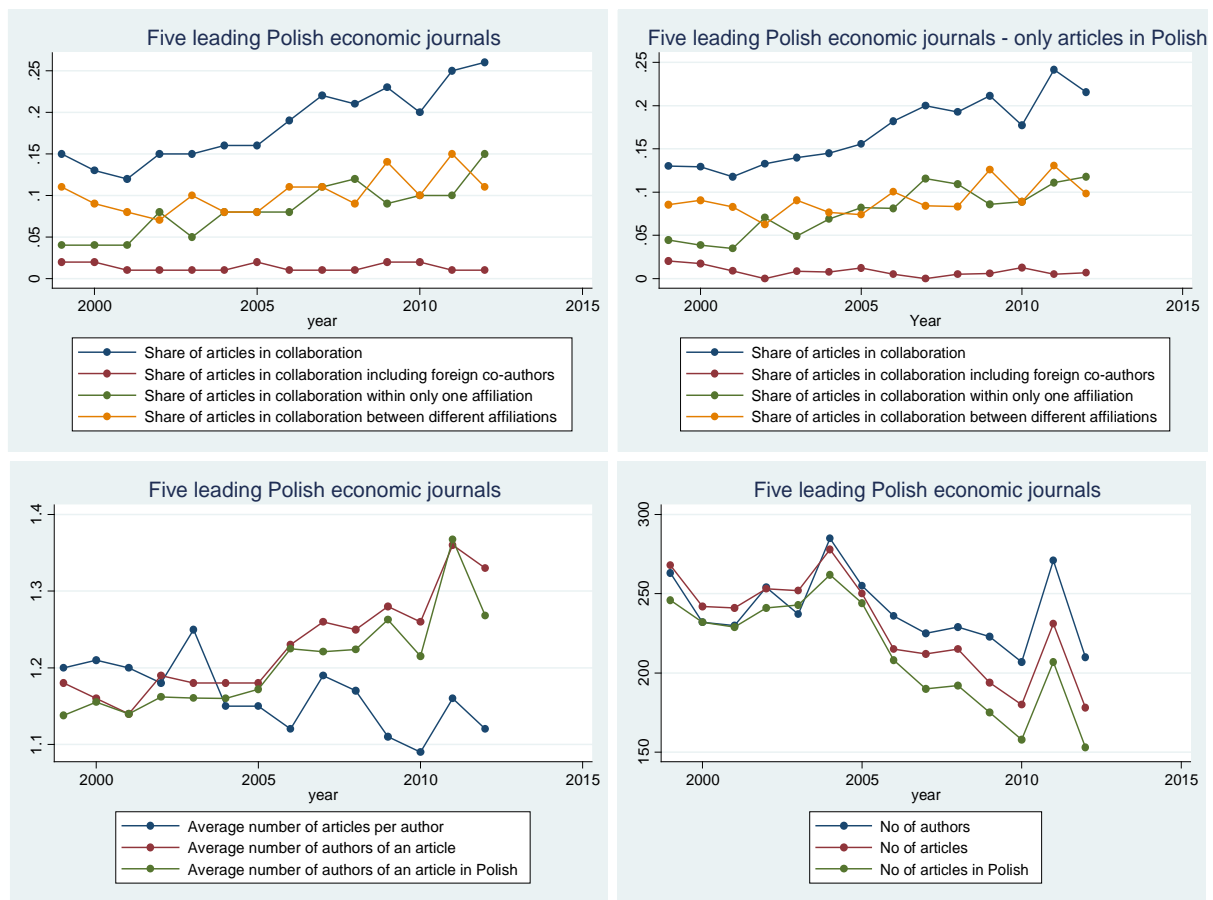 Five leading Polish economic journals
.25
.2
.15
.1
.05
0
2000 2005 2010 2015
year
Share of articles in collaboration
Share of articles in collaboration including foreign co-authors
Share of articles in collaboration within only one affiliation
Share of articles in collaboration between different affiliations
Five leading Polish economic journals - only articles in Polish
.25
.2
.15
.1
.05
0
2000 2005 2010 2015
Year
Share of articles in collaboration
Share of articles in collaboration including foreign co-authors
Share of articles in collaboration within only one affiliation
Share of articles in collaboration between different affiliations
Five leading Polish economic journals
1.4
1.3
1.2
1.1
2000 2005 2010 2015
year
Average number of articles per author
Average number of authors of an article
Average number of authors of an article in Polish
Five leading Polish economic journals
300
250
200
150
2000 2005 2010 2015
year
No of authors
No of articles
No of articles in Polish